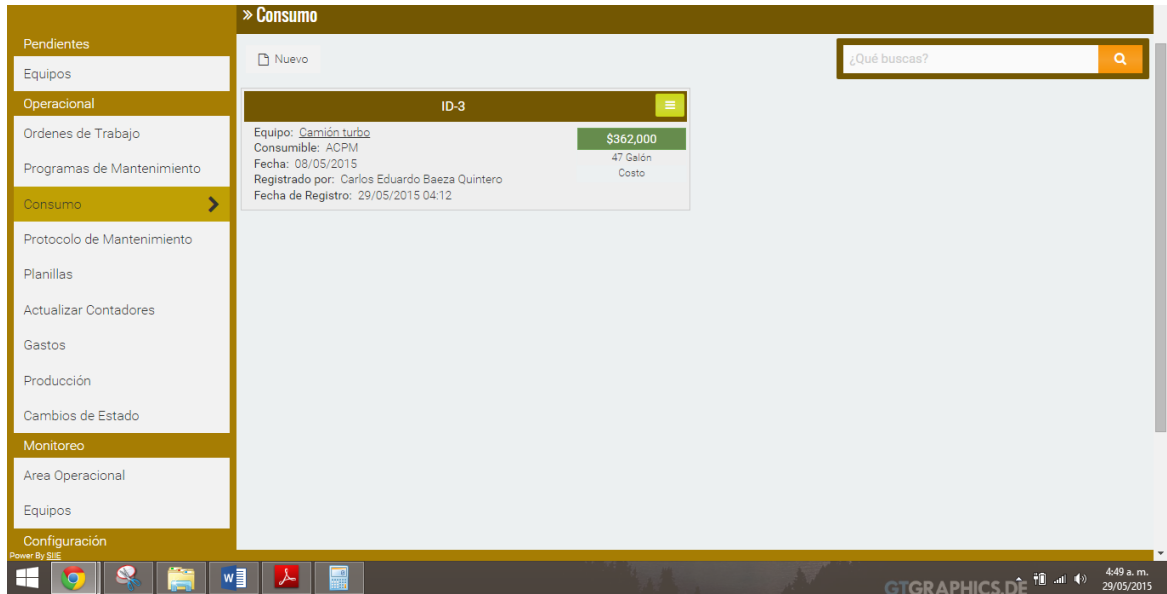 » Consumo
Pendientes
Equipos
Operacional
Ordenes de Trabajo
Programas de Mantenimiento
Consumo
Protocolo de Mantenimiento
Planillas
Actualizar Contadores
Gastos
Producción
Cambios de Estado
Monitoreo
Area Operacional
Equipos
Configuración
Power By SIIE
Nuevo
¿Qué buscas?
ID-3
Equipo: Camión turbo
Consumible: ACPM
Fecha: 08/05/2015
Registrado por: Carlos Eduardo Baeza Quintero
Fecha de Registro: 29/05/2015 04:12
$362,000
47 Galón
Costo
GTGRAPHICS.DE
4:49 a. m.
29/05/2015